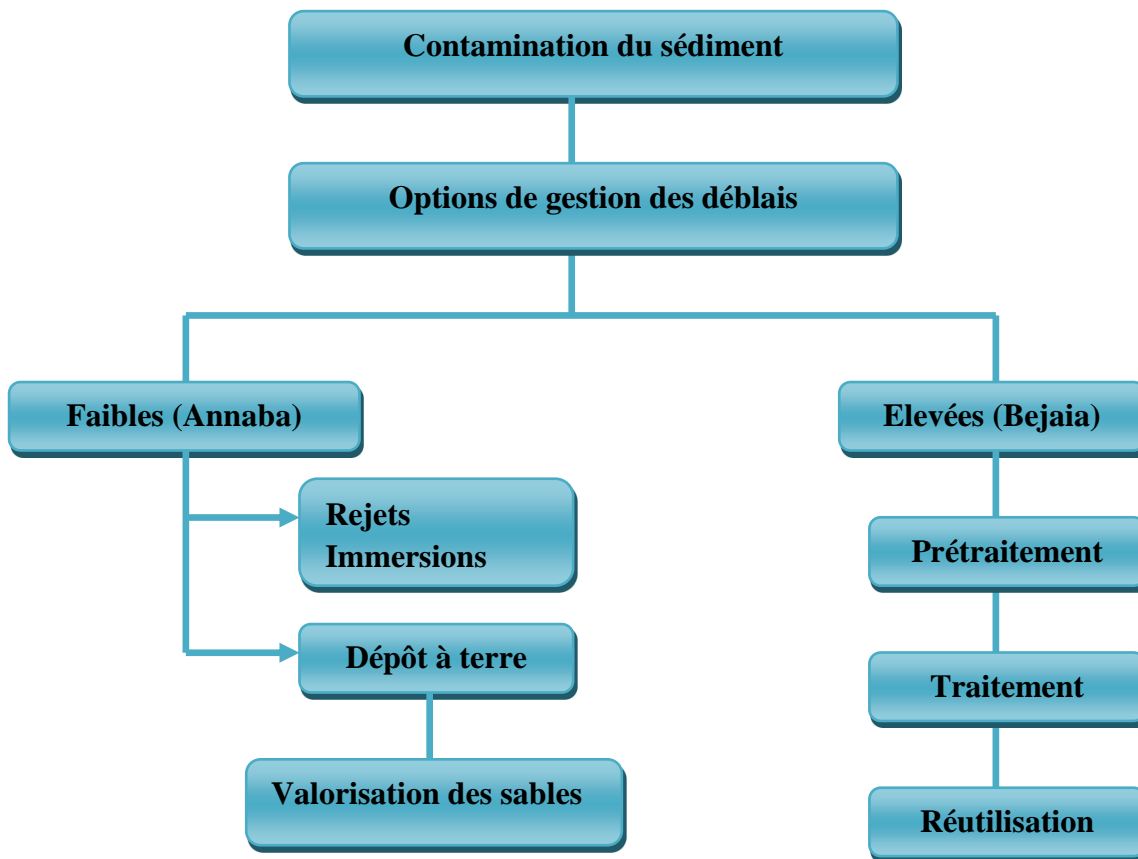 Contamination du sédiment
Options de gestion des déblais
Faibles (Annaba)
Rejets
Immersions
Dépôt à terre
Valorisation des sables
Elevées (Bejaia)
Prétraitement
Traitement
Réutilisation